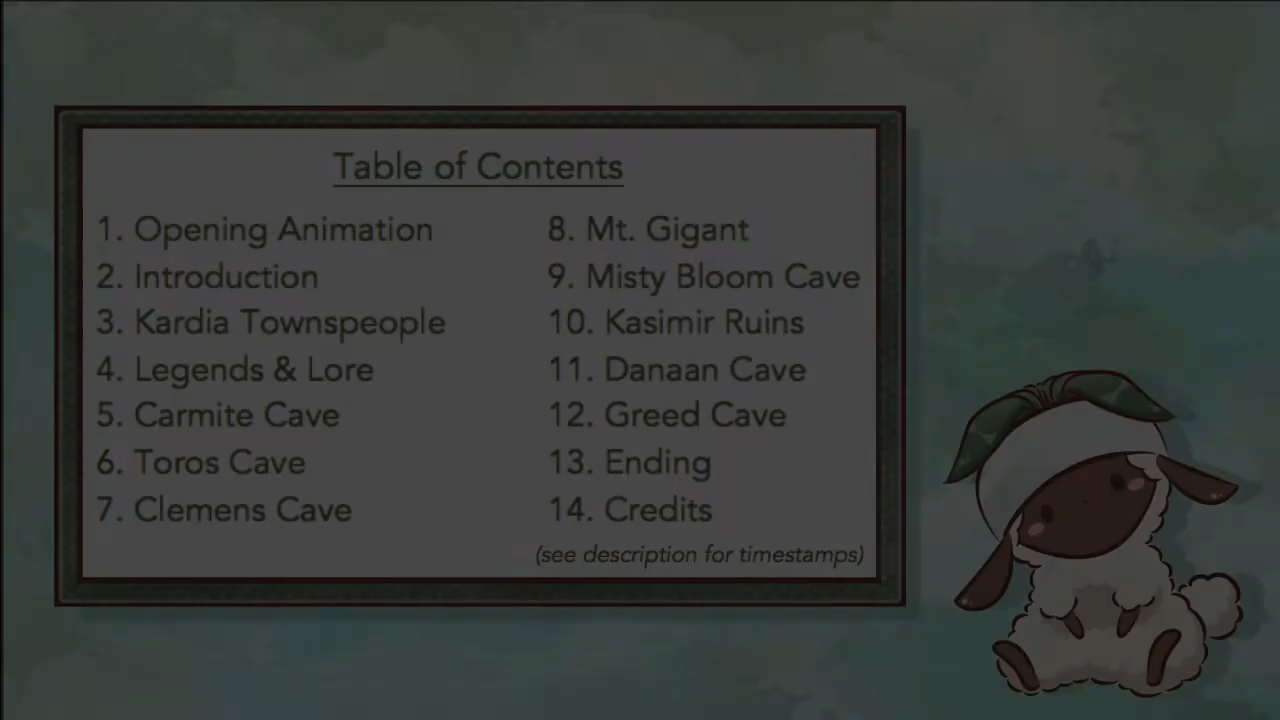 Table of Contents
1. Opening Animation
2. Introduction
3. Kardia Townspeople
4. Legends & Lore
5. Carmite Cave
6. Toros Cave
7. Clemens Cave
8. Mt. Gigant
9. Misty Bloom Cave
10. Kasimir Ruins
11. Danaan Cave
12. Greed Cave
13. Ending
14. Credits
(see description for timestamps)